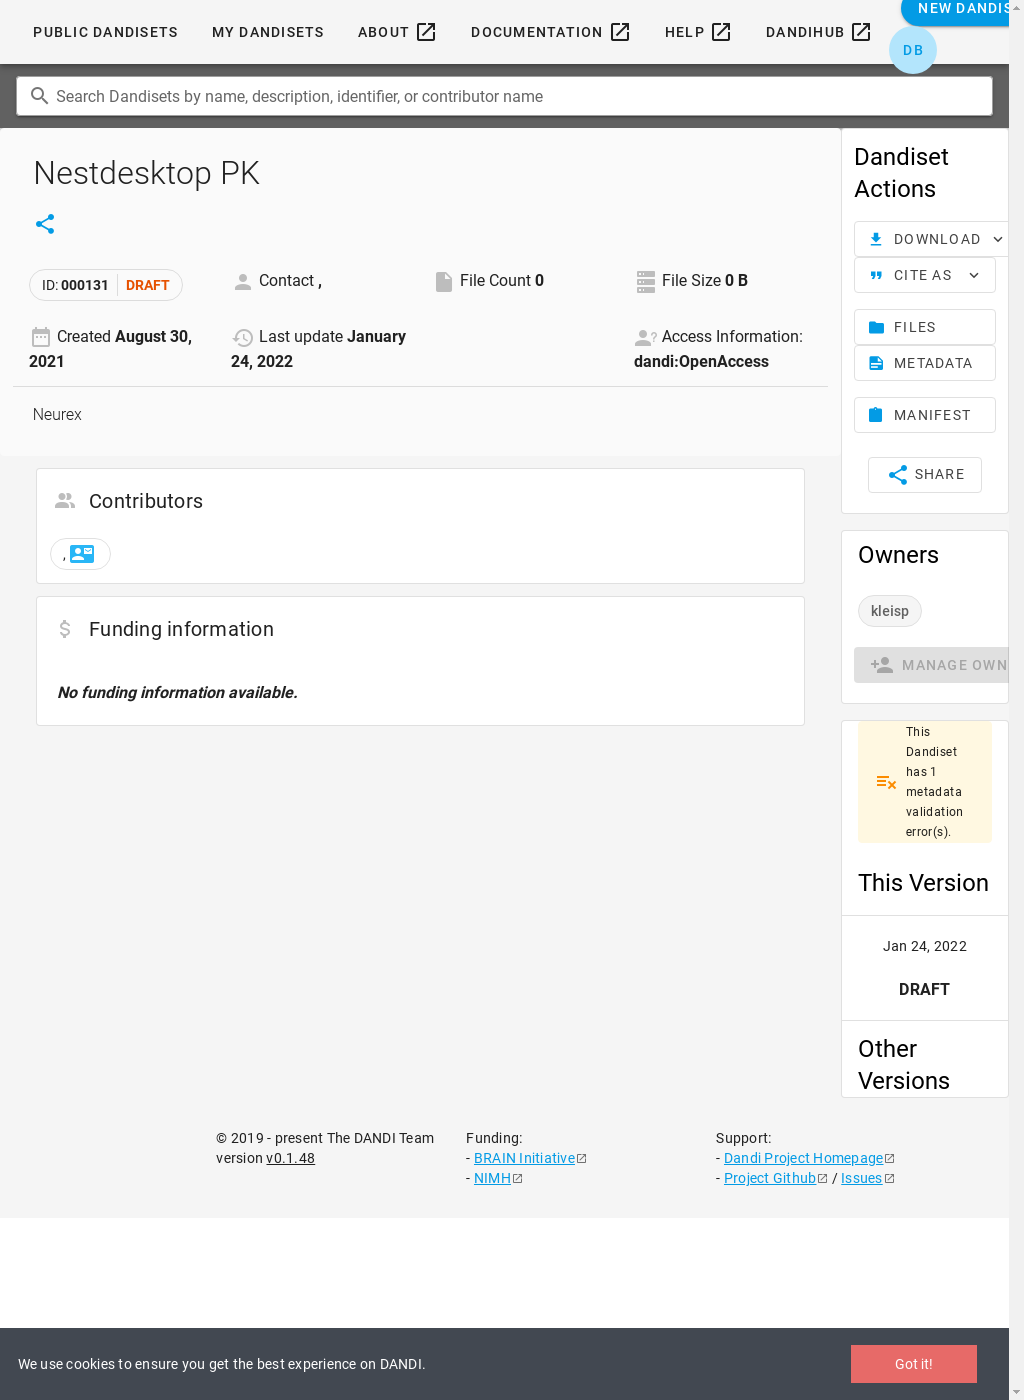 PUBLIC DANDISETS MY DANDISETS ABOUT DOCUMENTATION HELP DANDIHUB NEW DANDIS
DB
Search Dandisets by name, description, identifier, or contributor name
Nestdesktop PK
ID: 000131 DRAFT
Contact ,
File Count 0
File Size 0 B
Created August 30,
2021
Last update January
24, 2022
Access Information:
dandi:OpenAccess
Neurex
Contributors
,
Funding information
No funding information available.
Dandiset
Actions
DOWNLOAD
CITE AS
FILES
METADATA
MANIFEST
SHARE
Owners
kleisp
MANAGE OWN
This
Dandiset
has 1
metadata
validation
error(s).
This Version
Jan 24, 2022
DRAFT
Other
Versions
© 2019 - present The DANDI Team
version v0.1.48
Funding:
- BRAIN Initiative
- NIMH
Support:
- Dandi Project Homepage
- Project Github / Issues
We use cookies to ensure you get the best experience on DANDI.
Got it!